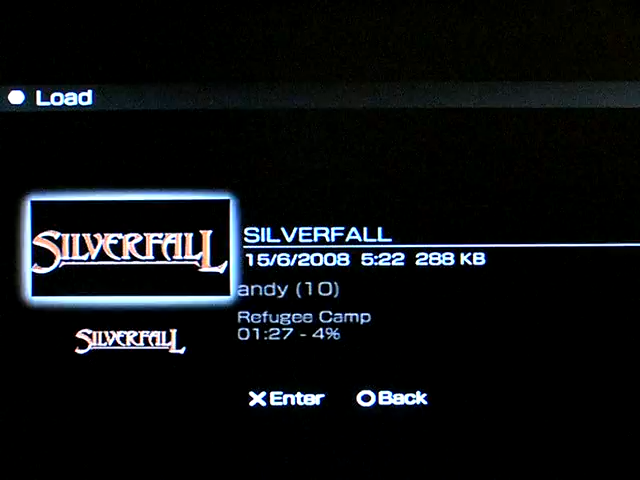 Load
SILVERFALL
SILVERFALL
15/6/2008 5:22 288 KB
andy (10)
Refugee Camp
01:27 - 4%
SILVERFALL
Enter Back